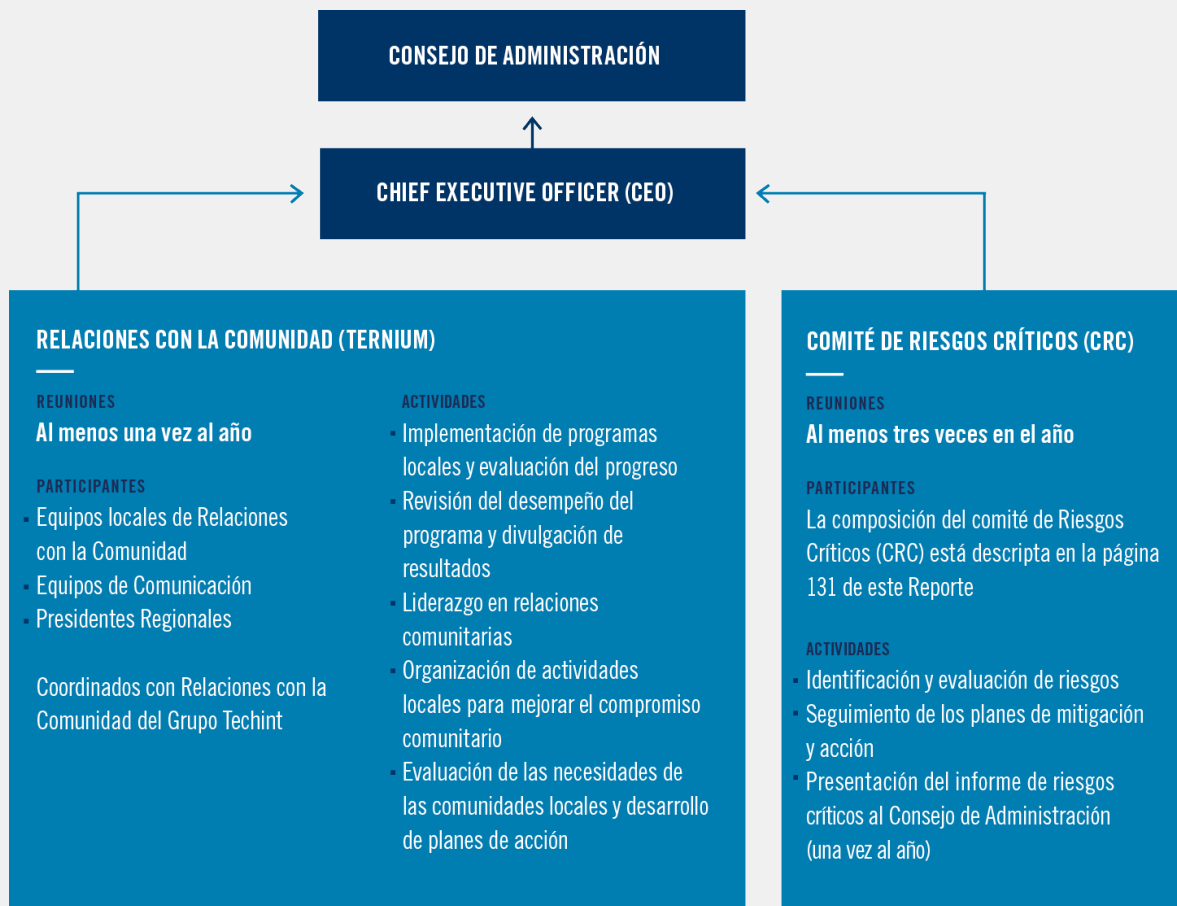 CONSEJO DE ADMINISTRACIÓN
CHIEF EXECUTIVE OFFICER (CEO)
RELACIONES CON LA COMUNIDAD (TERNIUM)
REUNIONES
Al menos una vez al año
PARTICIPANTES
▪ Equipos locales de Relaciones
con la Comunidad
▪ Equipos de Comunicación
▪ Presidentes Regionales
Coordinados con Relaciones con la
Comunidad del Grupo Techint
ACTIVIDADES
▪ Implementación de programas
locales y evaluación del progreso
▪ Revisión del desempeño del
programa y divulgación de
resultados
▪ Liderazgo en relaciones
comunitarias
▪ Organización de actividades
locales para mejorar el compromiso
comunitario
▪ Evaluación de las necesidades de
las comunidades locales y desarrollo
de planes de acción
COMITÉ DE RIESGOS CRÍTICOS (CRC)
REUNIONES
Al menos tres veces en el año
PARTICIPANTES
La composición del comité de Riesgos
Críticos (CRC) está descripta en la página
131 de este Reporte
ACTIVIDADES
▪ Identificación y evaluación de riesgos
▪ Seguimiento de los planes de mitigación
y acción
▪ Presentación del informe de riesgos
críticos al Consejo de Administración
(una vez al año)